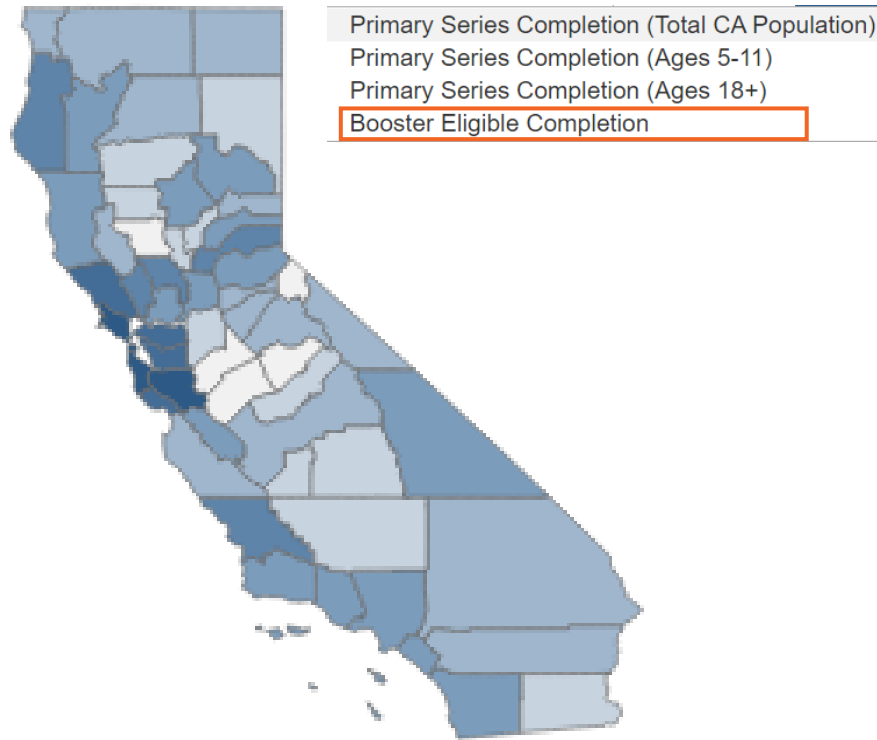 Primary Series Completion (Total CA Population)
Primary Series Completion (Ages 5-11)
Primary Series Completion (Ages 18+)
Booster Eligible Completion